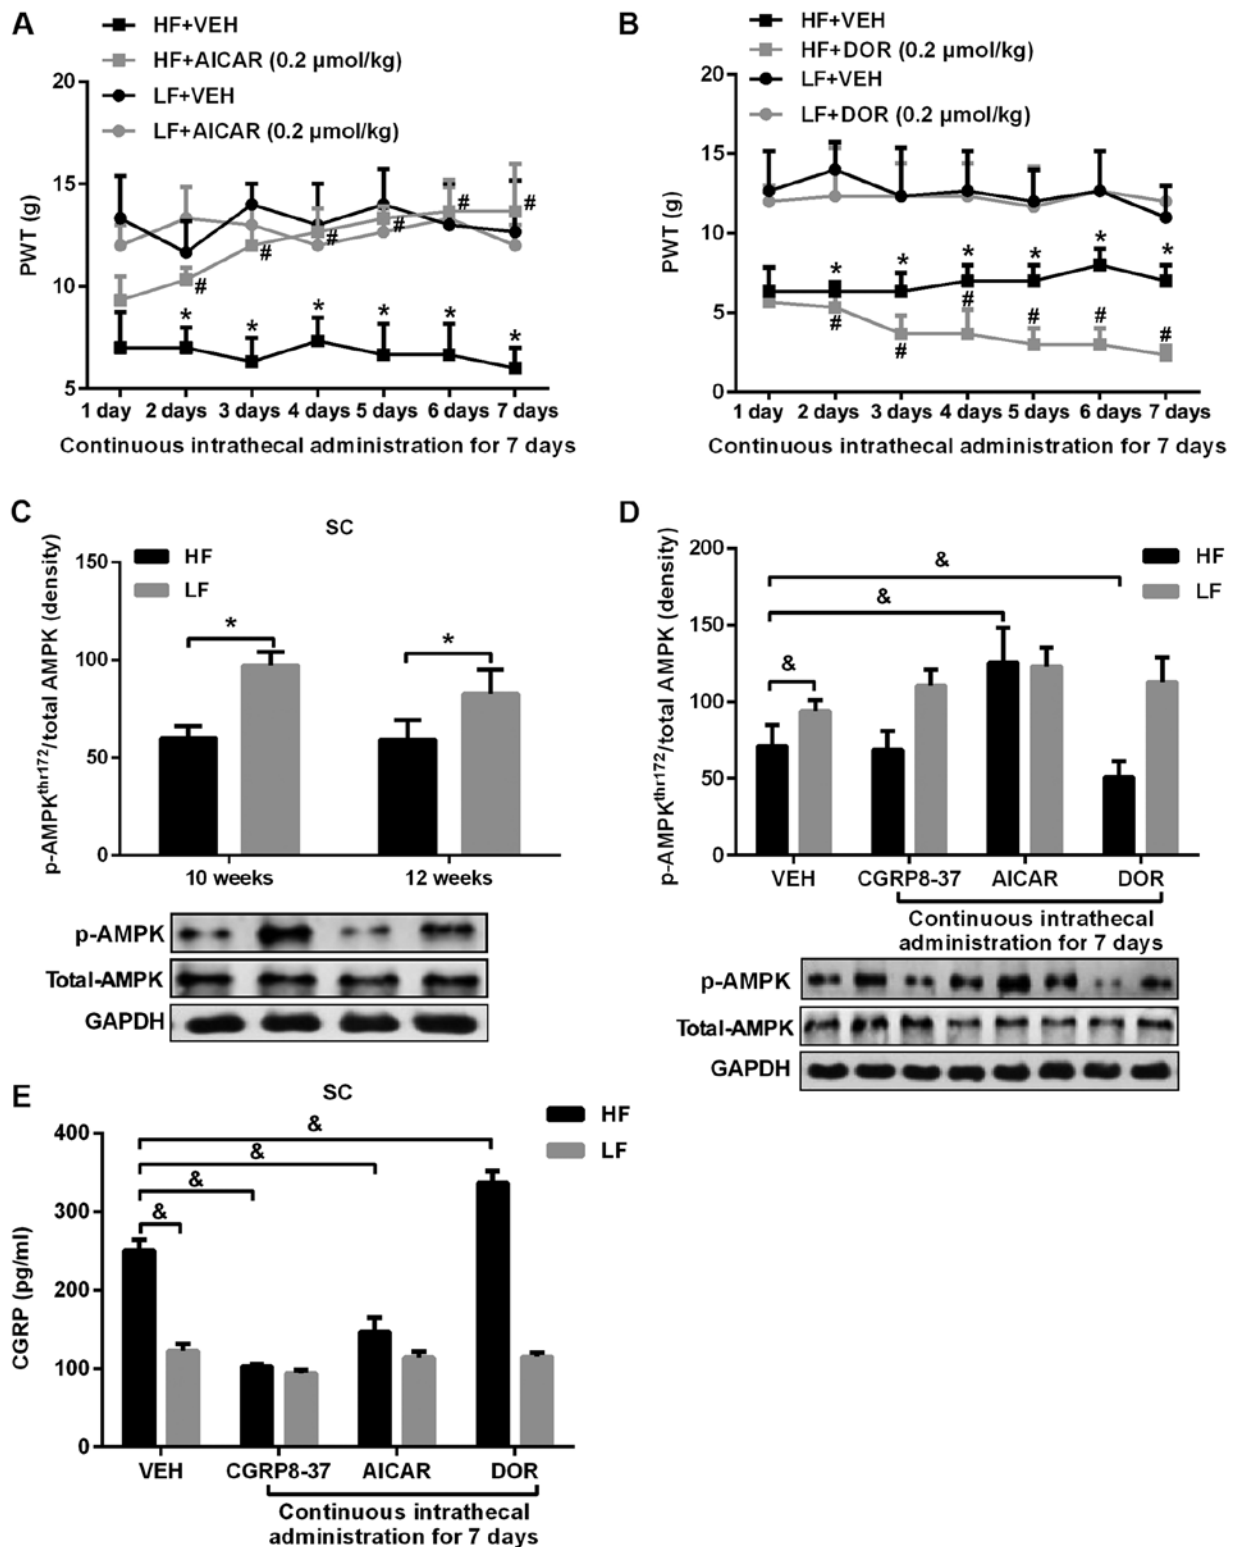 A
HF+VEH
HF+AICAR (0.2 µmol/kg)
LF+VEH
LF+AICAR (0.2 µmol/kg)
20
15
10
5
PWT (g)
#
#
#
#
#
#
*
*
*
*
*
*
1 day
2 days
3 days
4 days
5 days
6 days
7 days
Continuous intrathecal administration for 7 days
B
HF+VEH
HF+DOR (0.2 µmol/kg)
LF+VEH
LF+DOR (0.2 µmol/kg)
20
15
10
5
0
PWT (g)
*
*
*
*
*
*
#
#
#
#
#
#
1 day
2 days
3 days
4 days
5 days
6 days
7 days
Continuous intrathecal administration for 7 days
C
SC
HF
LF
150
100
50
0
p-AMPKthr172/total AMPK (density)
*
*
10 weeks
12 weeks
p-AMPK
Total-AMPK
GAPDH
D
HF
LF
200
150
100
50
0
p-AMPKthr172/total AMPK (density)
&
&
&
VEH
CGRP8-37
AICAR
DOR
Continuous intrathecal
administration for 7 days
p-AMPK
Total-AMPK
GAPDH
E
SC
HF
LF
400
300
200
100
0
CGRP (pg/ml)
&
&
&
&
VEH
CGRP8-37
AICAR
DOR
Continuous intrathecal
administration for 7 days